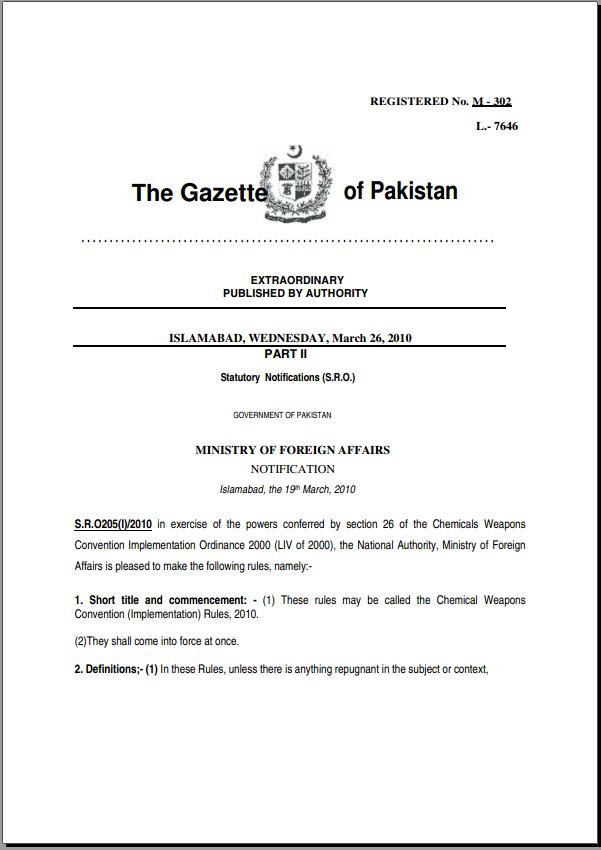 REGISTERED No. M - 302
L.- 7646
The Gazette of Pakistan
EXTRAORDINARY
PUBLISHED BY AUTHORITY
ISLAMABAD, WEDNESDAY, March 26, 2010
PART II
Statutory Notifications (S.R.O.)
GOVERNMENT OF PAKISTAN
MINISTRY OF FOREIGN AFFAIRS
NOTIFICATION
Islamabad, the 19th March, 2010
S.R.O205(I)/2010 in exercise of the powers conferred by section 26 of the Chemicals Weapons
Convention Implementation Ordinance 2000 (LIV of 2000), the National Authority, Ministry of Foreign
Affairs is pleased to make the following rules, namely:-
1. Short title and commencement: - (1) These rules may be called the Chemical Weapons
Convention (Implementation) Rules, 2010.
(2)They shall come into force at once.
2. Definitions;- (1) In these Rules, unless there is anything repugnant in the subject or context,